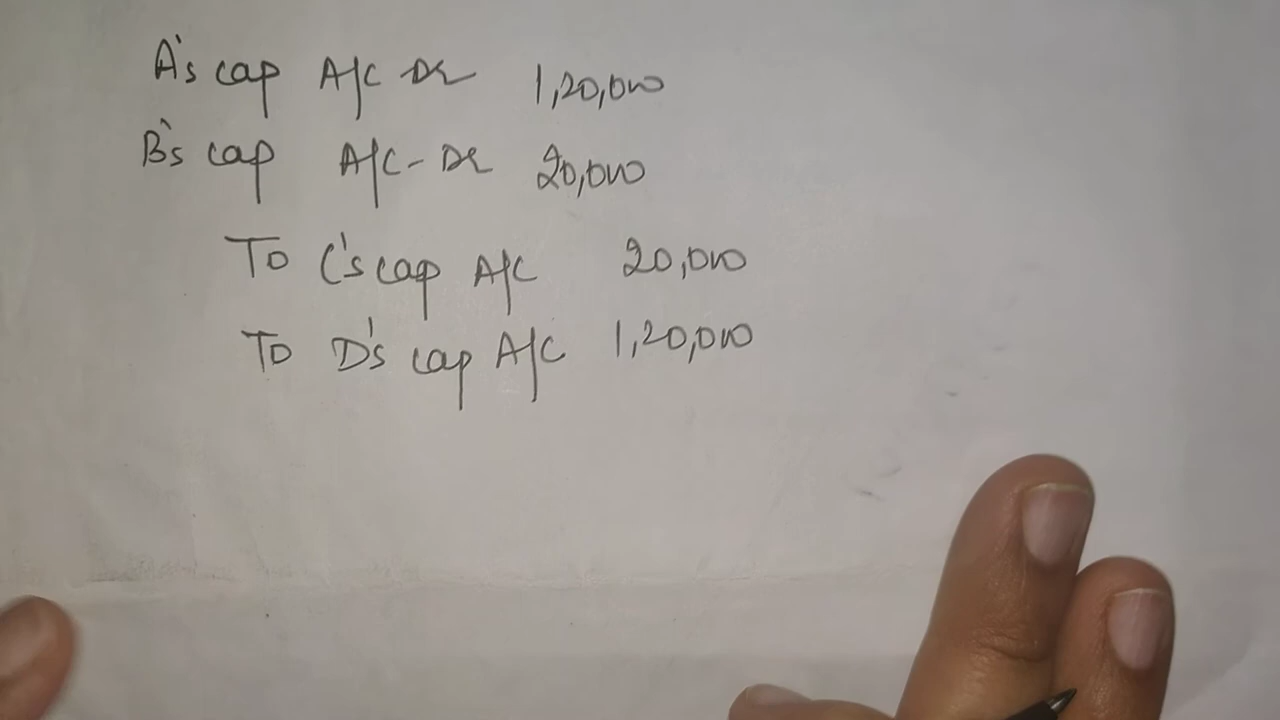 A's cap A/C Dr 1,20,000
B's cap A/C - Dr 20,000
To C's cap A/C 20,000
To D's cap A/C 1,20,000